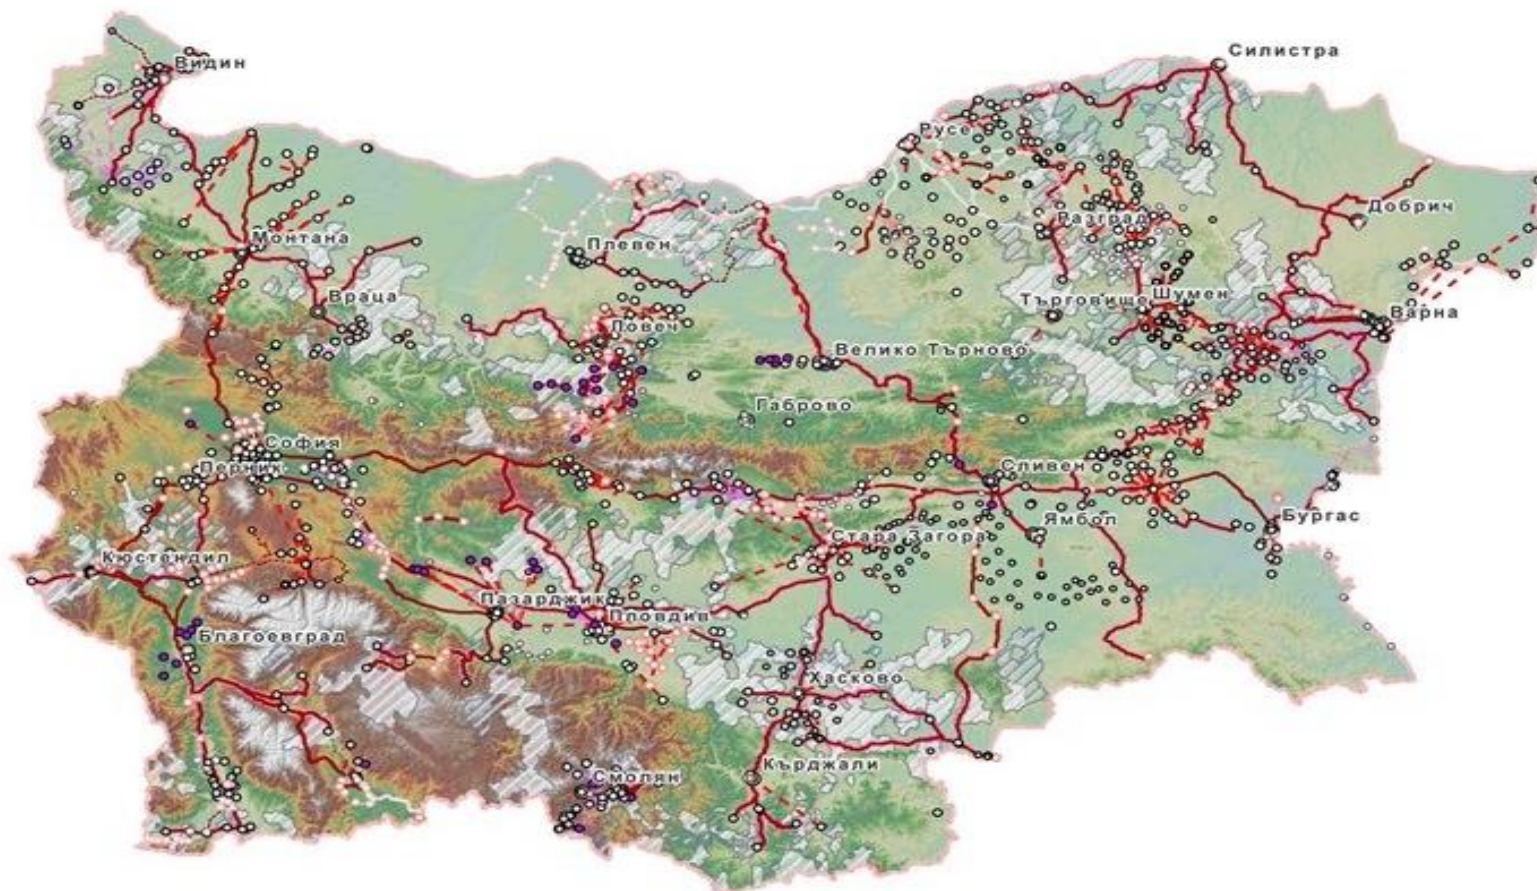 Видин
Силистра
Русе
Добрич
Разград
Монтана
Плевен
Враца
Търговище
Шумен
Варна
Ловеч
Велико Търново
Габрово
София
Перник
Сливен
Ямбол
Бургас
Стара Загора
Кюстендил
Пазарджик
Пловдив
Благоевград
Хасково
Кърджали
Смолян